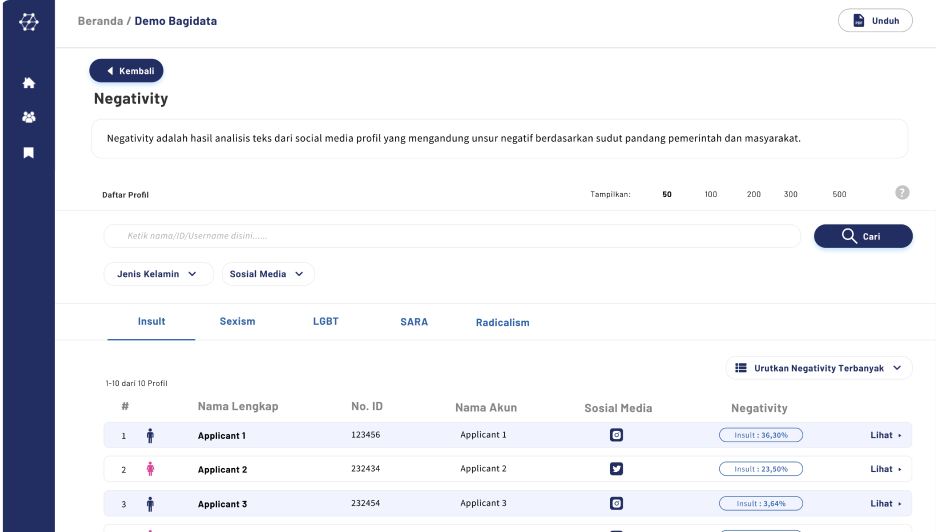 Beranda / Demo Bagidata
Unduh
Kembali
Negativity
Negativity adalah hasil analisis teks dari social media profil yang mengandung unsur negatif berdasarkan sudut pandang pemerintah dan masyarakat.
Daftar Profil Tampilkan: 50 100 200 300 500 ?
Ketik nama/ID/Username disini......
Cari
Jenis Kelamin Sosial Media
Insult Sexism LGBT SARA Radicalism
Urutkan Negativity Terbanyak
1-10 dari 10 Profil
# Nama Lengkap No. ID Nama Akun Sosial Media Negativity
1 Applicant 1 123456 Applicant 1 Insult : 36,30% Lihat
2 Applicant 2 232434 Applicant 2 Insult : 23,50% Lihat
3 Applicant 3 232454 Applicant 3 Insult : 3,64% Lihat